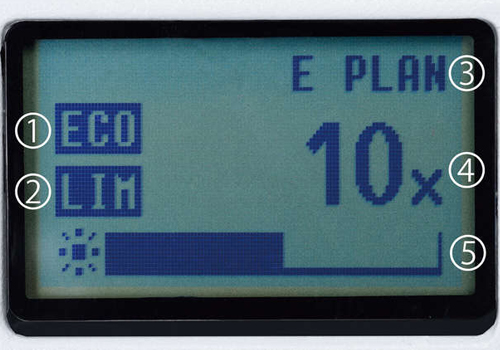 E PLAN ③
① ECO
10x ④
② LIM
⑤